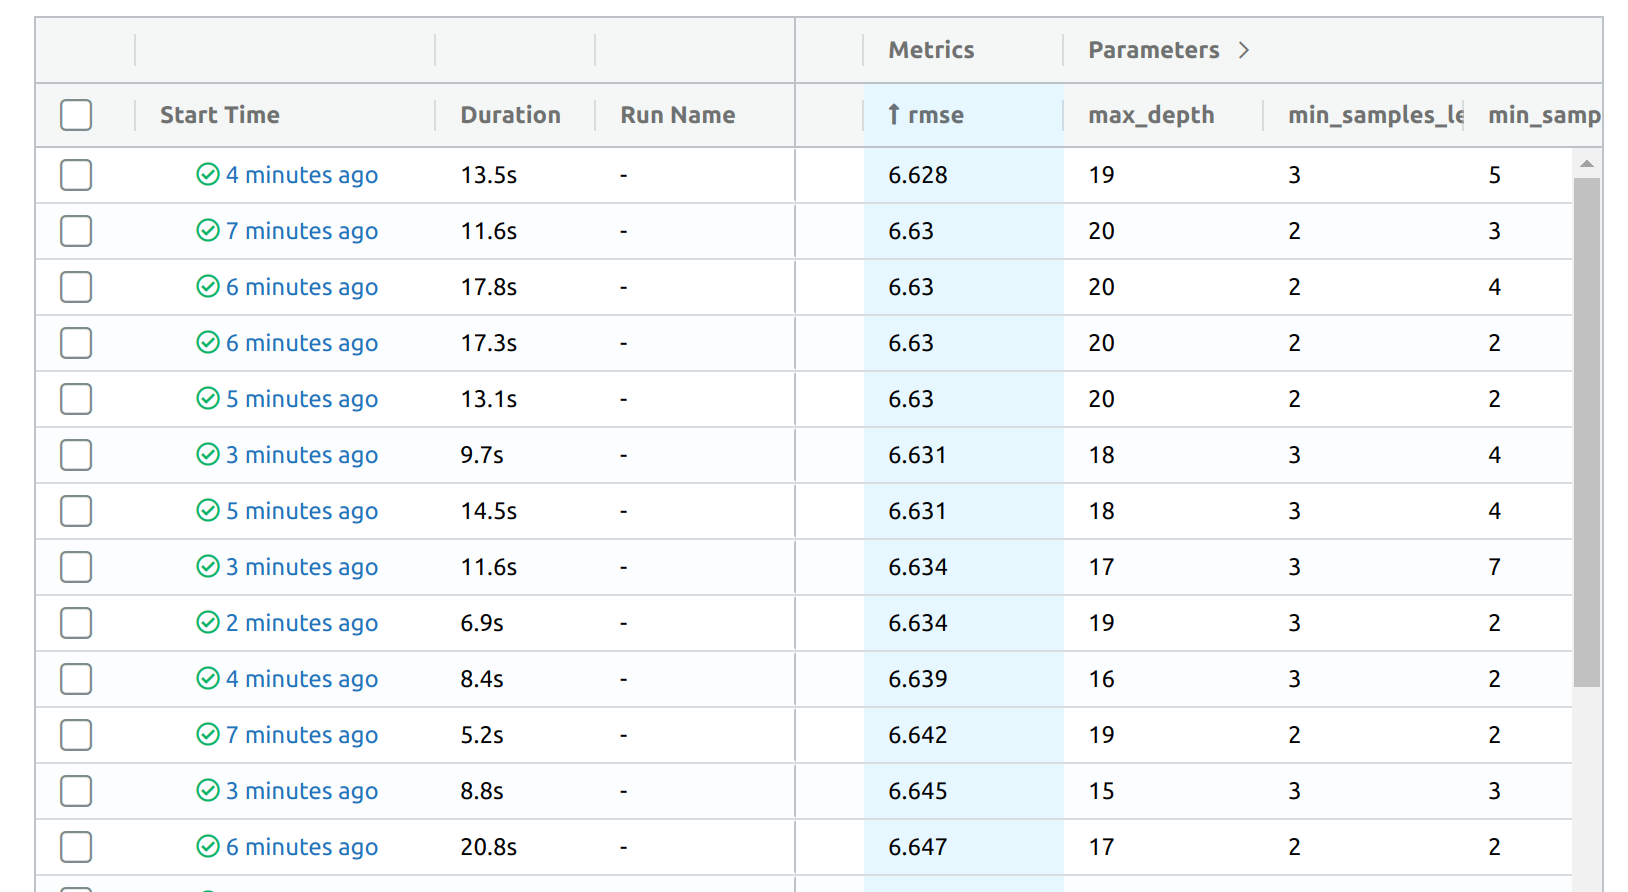 Metrics Parameters
Start Time Duration Run Name ↑ rmse max_depth min_samples_le min_samp
4 minutes ago 13.5s - 6.628 19 3 5
7 minutes ago 11.6s - 6.63 20 2 3
6 minutes ago 17.8s - 6.63 20 2 4
6 minutes ago 17.3s - 6.63 20 2 2
5 minutes ago 13.1s - 6.63 20 2 2
3 minutes ago 9.7s - 6.631 18 3 4
5 minutes ago 14.5s - 6.631 18 3 4
3 minutes ago 11.6s - 6.634 17 3 7
2 minutes ago 6.9s - 6.634 19 3 2
4 minutes ago 8.4s - 6.639 16 3 2
7 minutes ago 5.2s - 6.642 19 2 2
3 minutes ago 8.8s - 6.645 15 3 3
6 minutes ago 20.8s - 6.647 17 2 2